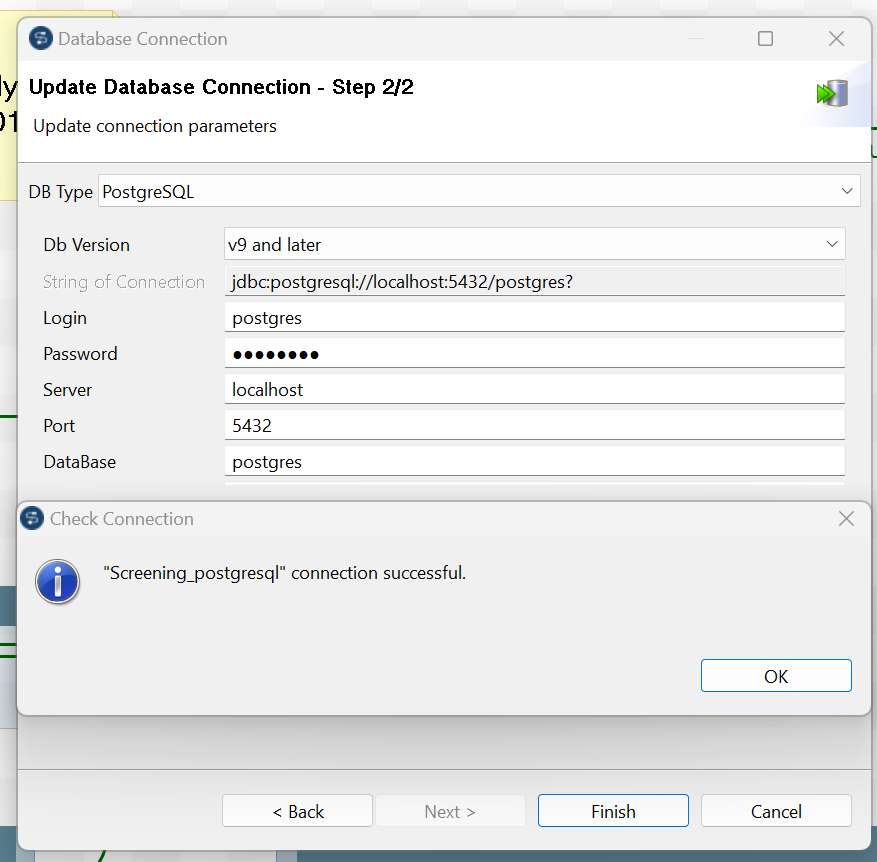 Database Connection
Update Database Connection - Step 2/2
Update connection parameters
DB Type PostgreSQL
Db Version v9 and later
String of Connection jdbc:postgresql://localhost:5432/postgres?
Login postgres
Password ●●●●●●●●
Server localhost
Port 5432
DataBase postgres
Check Connection
"Screening_postgresql" connection successful.
OK
< Back Next > Finish Cancel